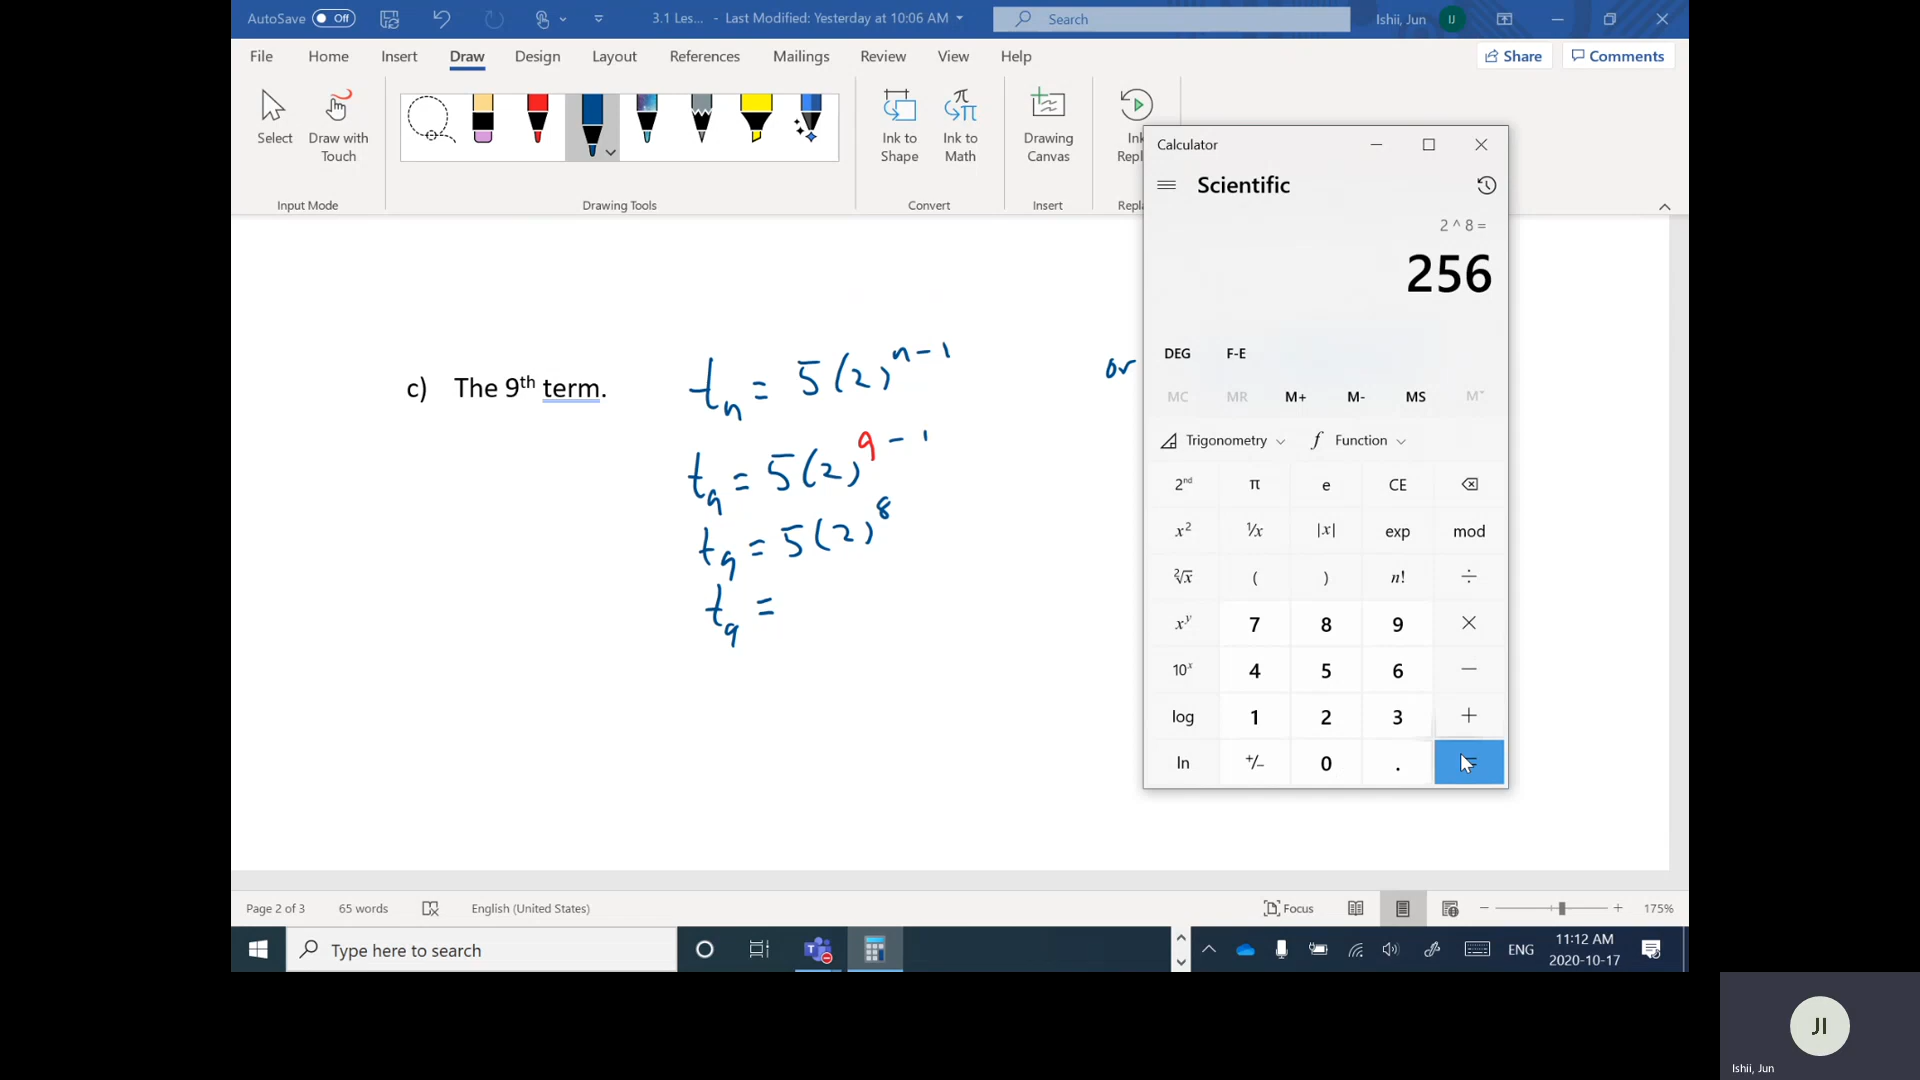 AutoSave Off 3.1 Les... - Last Modified: Yesterday at 10:06 AM Search Ishii, Jun IJ
File Home Insert Draw Design Layout References Mailings Review View Help Share Comments
Select
Draw with Touch
Ink to Shape
Ink to Math
Drawing Canvas
Ink Repl
Input Mode Drawing Tools Convert Insert Repla
c) The 9th term.
tₙ = 5(2)ⁿ⁻¹ or
t₉ = 5(2)⁹⁻¹
t₉ = 5(2)⁸
t₉ =
Calculator
Scientific
2 ^ 8 =
256
DEG F-E
MC MR M+ M- MS M˅
Trigonometry f Function
2ⁿᵈ π e CE
x² ¹/x |x| exp mod
²√x ( ) n! ÷
xʸ 7 8 9 ×
10ˣ 4 5 6 −
log 1 2 3 +
ln +/− 0 . =
Page 2 of 3 65 words English (United States) Focus − + 175%
Type here to search ENG 11:12 AM
2020-10-17
JI
Ishii, Jun